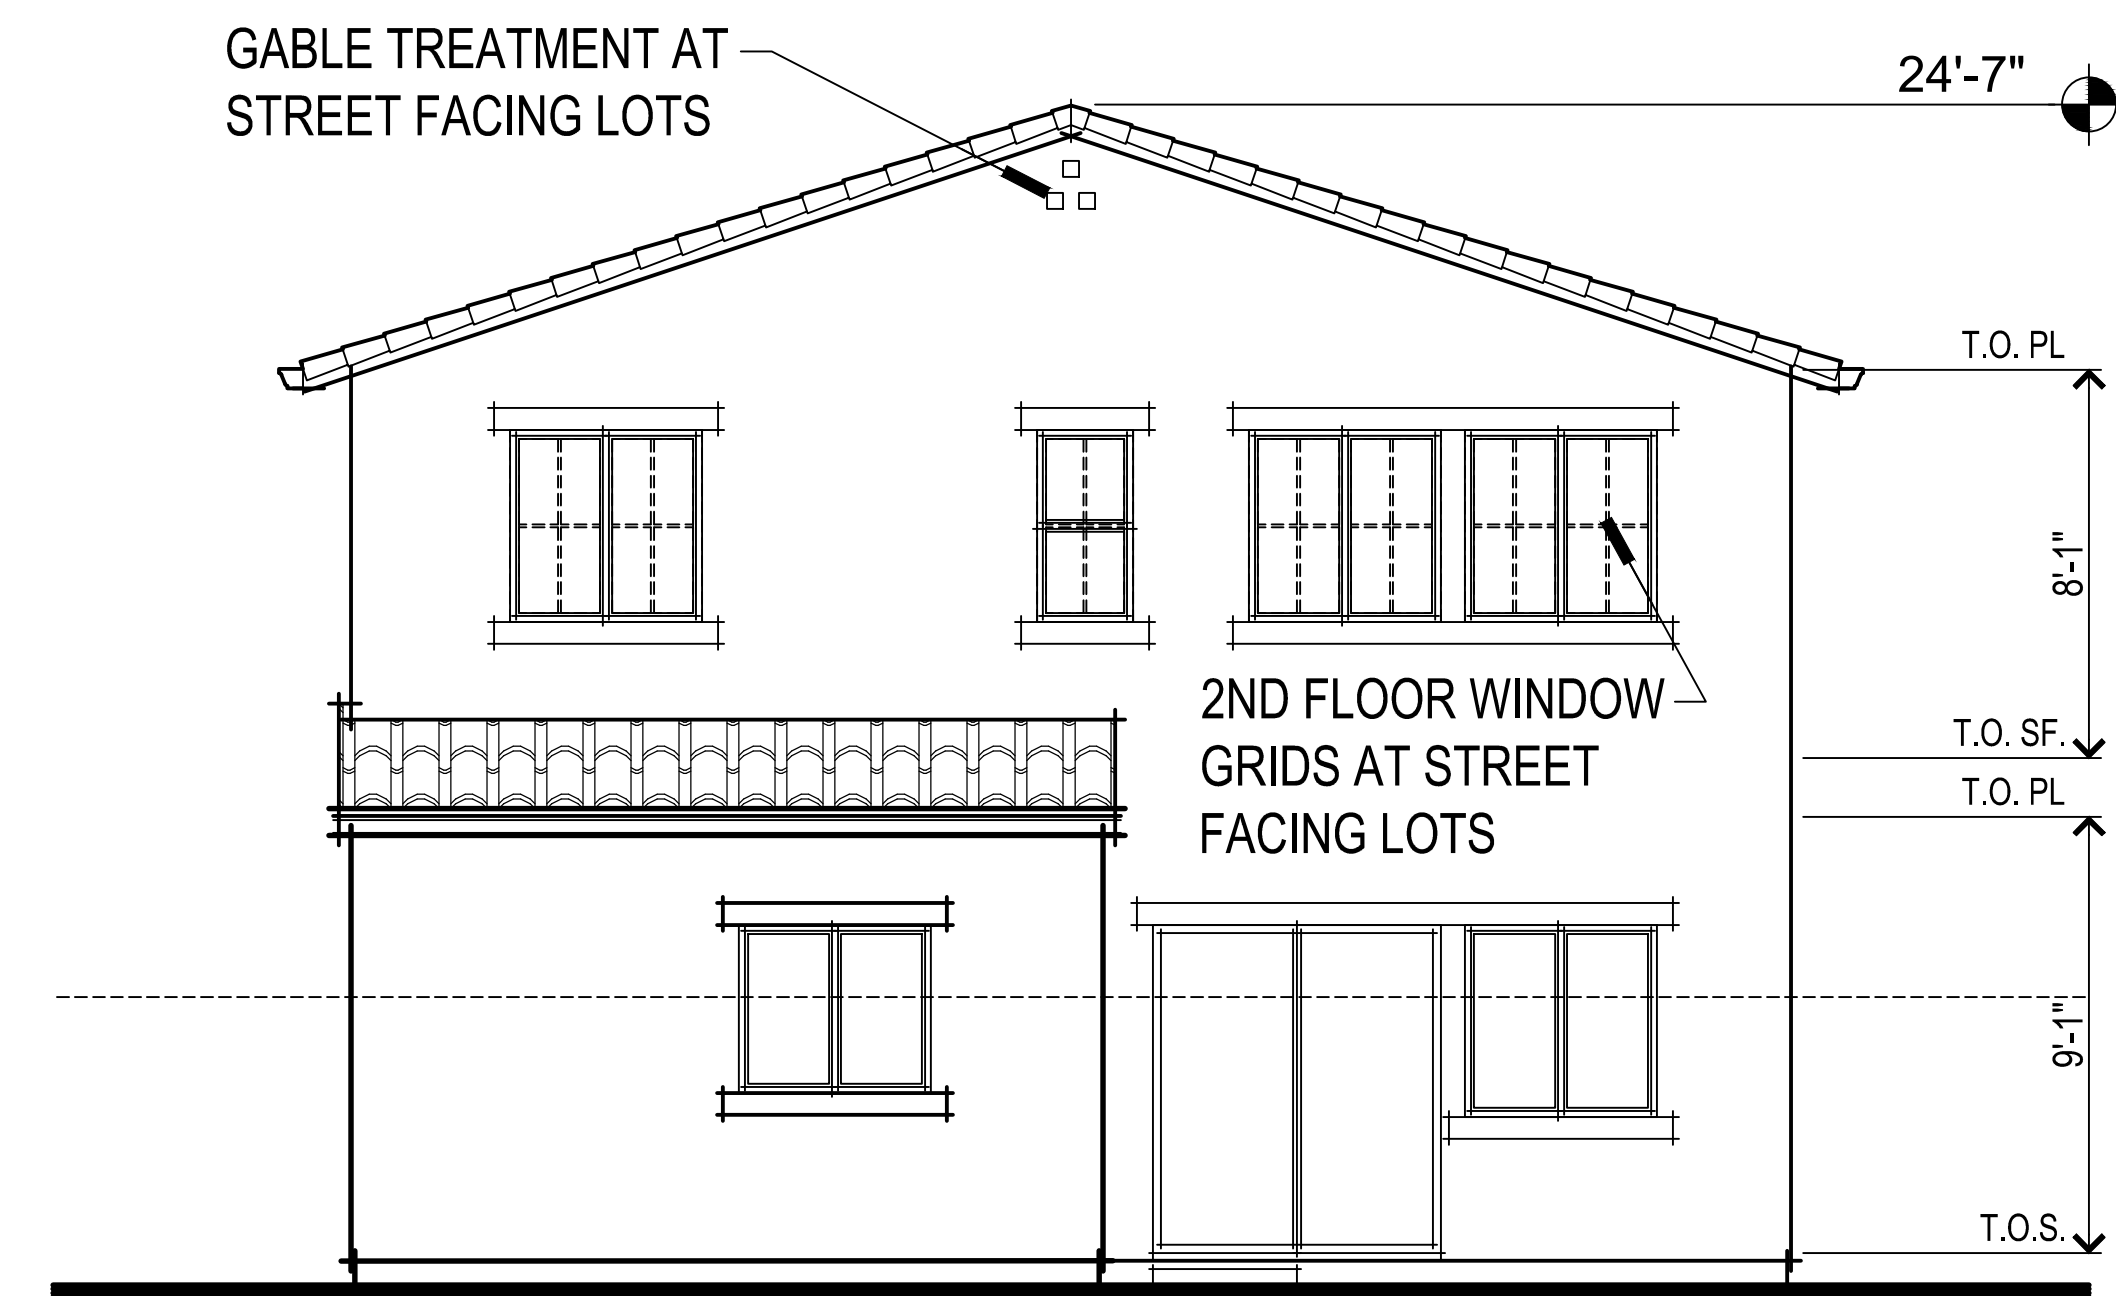 GABLE TREATMENT AT
STREET FACING LOTS
24'-7"
T.O. PL
8'-1"
2ND FLOOR WINDOW
GRIDS AT STREET
FACING LOTS
T.O. SF.
T.O. PL
9'-1"
T.O.S.